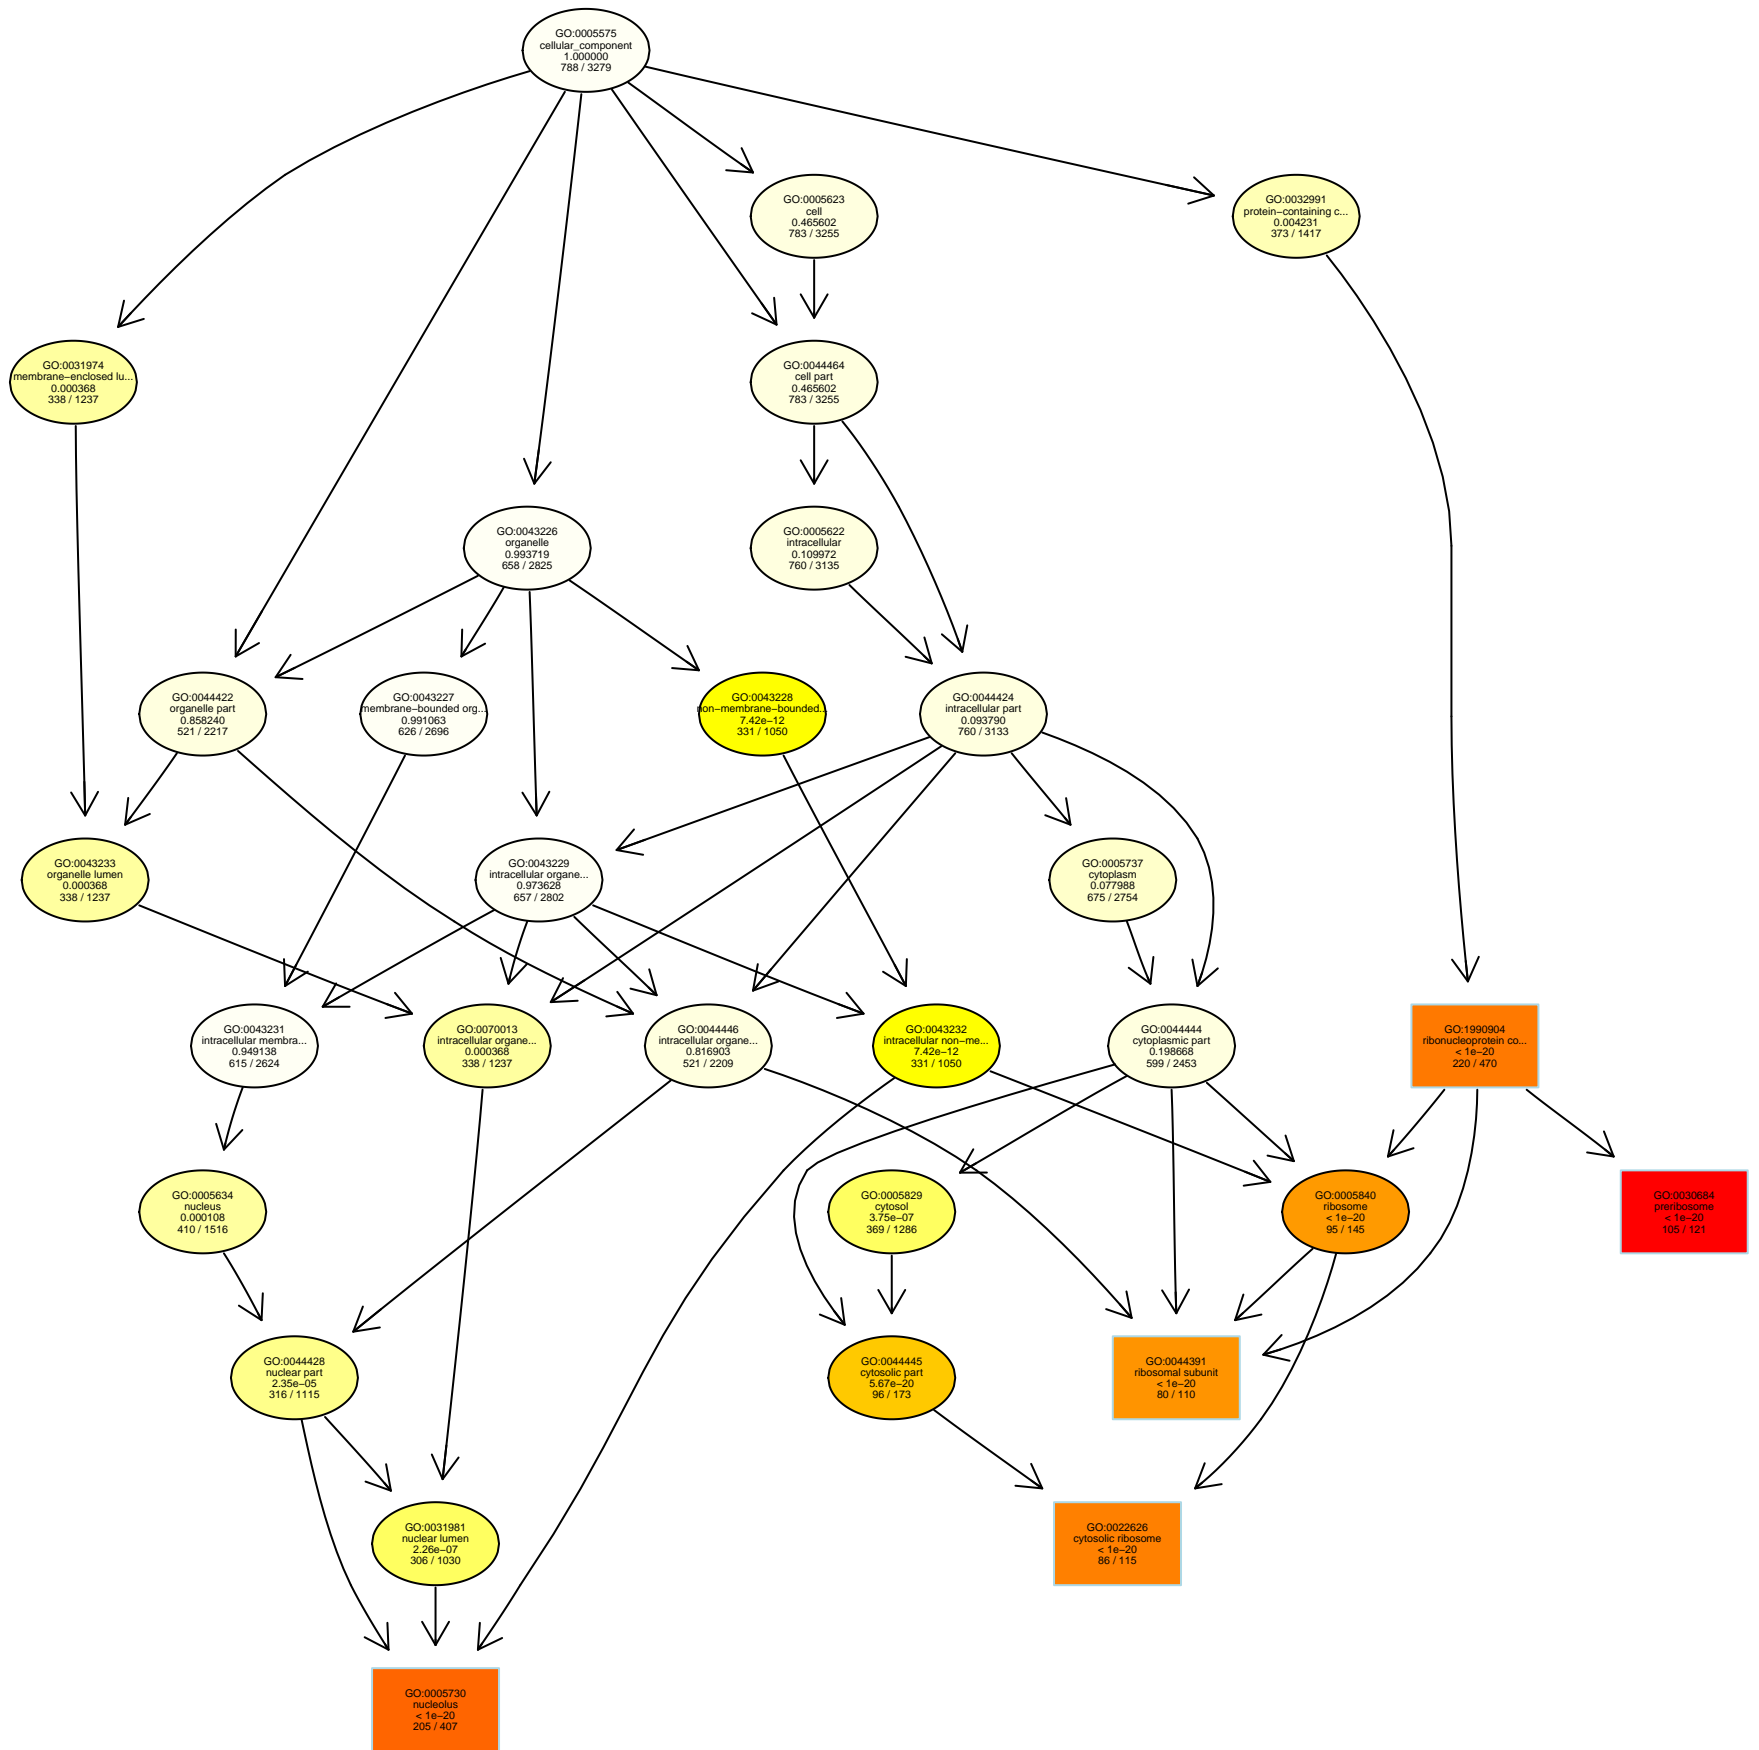 GO:0005575
cellular_component
1.000000
788 / 3279
GO:0005623
cell
0.465602
783 / 3255
GO:0032991
protein−containing c...
0.004231
373 / 1417
GO:0031974
membrane−enclosed lu...
0.000368
338 / 1237
GO:0044464
cell part
0.465602
783 / 3255
GO:0043226
organelle
0.993719
658 / 2825
GO:0005622
intracellular
0.109972
760 / 3135
GO:0044422
organelle part
0.858240
521 / 2217
GO:0043227
membrane−bounded org...
0.991063
626 / 2696
GO:0043228
non−membrane−bounded...
7.42e−12
331 / 1050
GO:0044424
intracellular part
0.093790
760 / 3133
GO:0043233
organelle lumen
0.000368
338 / 1237
GO:0043229
intracellular organe...
0.973628
657 / 2802
GO:0005737
cytoplasm
0.077988
675 / 2754
GO:0043231
intracellular membra...
0.949138
615 / 2624
GO:0070013
intracellular organe...
0.000368
338 / 1237
GO:0044446
intracellular organe...
0.816903
521 / 2209
GO:0043232
intracellular non−me...
7.42e−12
331 / 1050
GO:0044444
cytoplasmic part
0.198668
599 / 2453
GO:1990904
ribonucleoprotein co...
< 1e−20
220 / 470
GO:0005634
nucleus
0.000108
410 / 1516
GO:0005829
cytosol
3.75e−07
369 / 1286
GO:0005840
ribosome
< 1e−20
95 / 145
GO:0030684
preribosome
< 1e−20
105 / 121
GO:0044428
nuclear part
2.35e−05
316 / 1115
GO:0044445
cytosolic part
5.67e−20
96 / 173
GO:0044391
ribosomal subunit
< 1e−20
80 / 110
GO:0031981
nuclear lumen
2.26e−07
306 / 1030
GO:0022626
cytosolic ribosome
< 1e−20
86 / 115
GO:0005730
nucleolus
< 1e−20
205 / 407